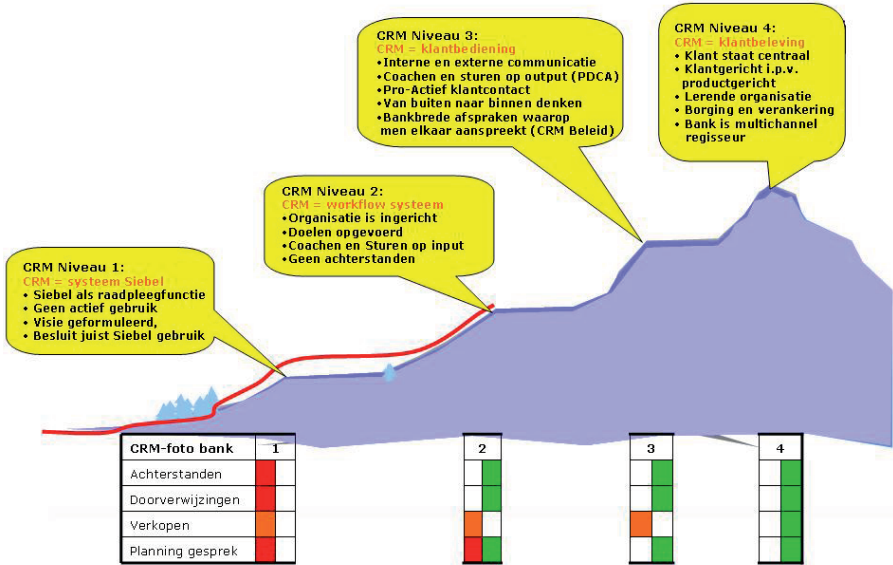 CRM Niveau 1:
CRM = systeem Siebel
• Siebel als raadpleegfunctie
• Geen actief gebruik
• Visie geformuleerd,
• Besluit juist Siebel gebruik
CRM Niveau 2:
CRM = workflow systeem
•Organisatie is ingericht
•Doelen opgevoerd
•Coachen en Sturen op input
•Geen achterstanden
CRM Niveau 3:
CRM = klantbediening
•Interne en externe communicatie
•Coachen en sturen op output (PDCA)
•Pro-Actief klantcontact
•Van buiten naar binnen denken
•Bankbrede afspraken waarop
men elkaar aanspreekt (CRM Beleid)
CRM Niveau 4:
CRM = klantbeleving
• Klant staat centraal
• Klantgericht i.p.v.
productgericht
• Lerende organisatie
• Borging en verankering
• Bank is multichannel
regisseur
CRM-foto bank 1 2 3 4
Achterstanden
Doorverwijzingen
Verkopen
Planning gesprek